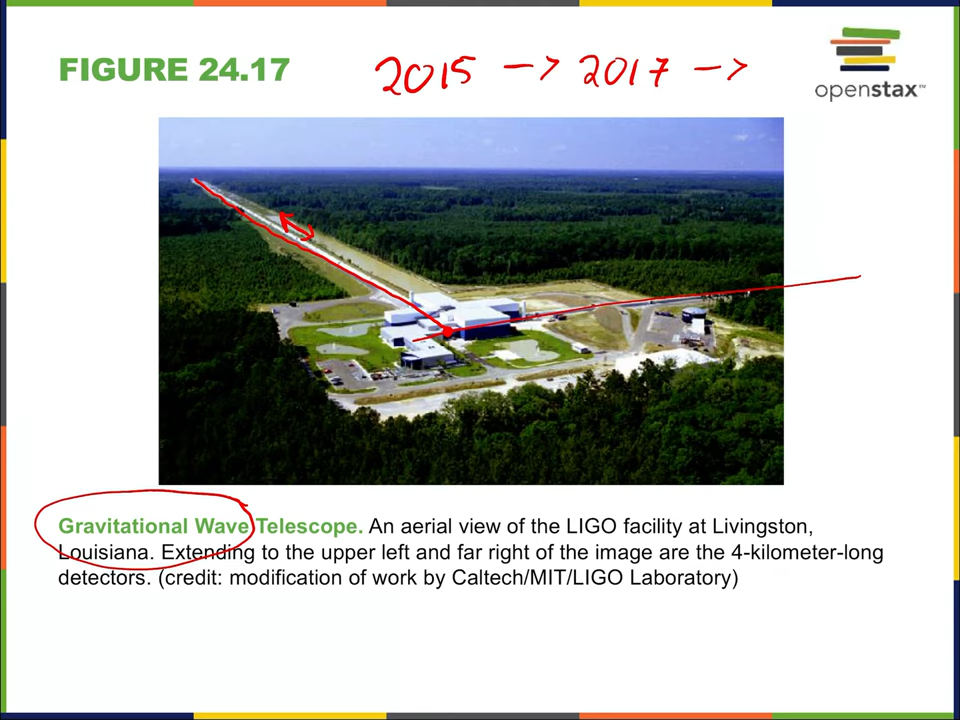 FIGURE 24.17
2015 -> 2017 ->
openstax™
Gravitational Wave Telescope. An aerial view of the LIGO facility at Livingston,
Louisiana. Extending to the upper left and far right of the image are the 4-kilometer-long
detectors. (credit: modification of work by Caltech/MIT/LIGO Laboratory)